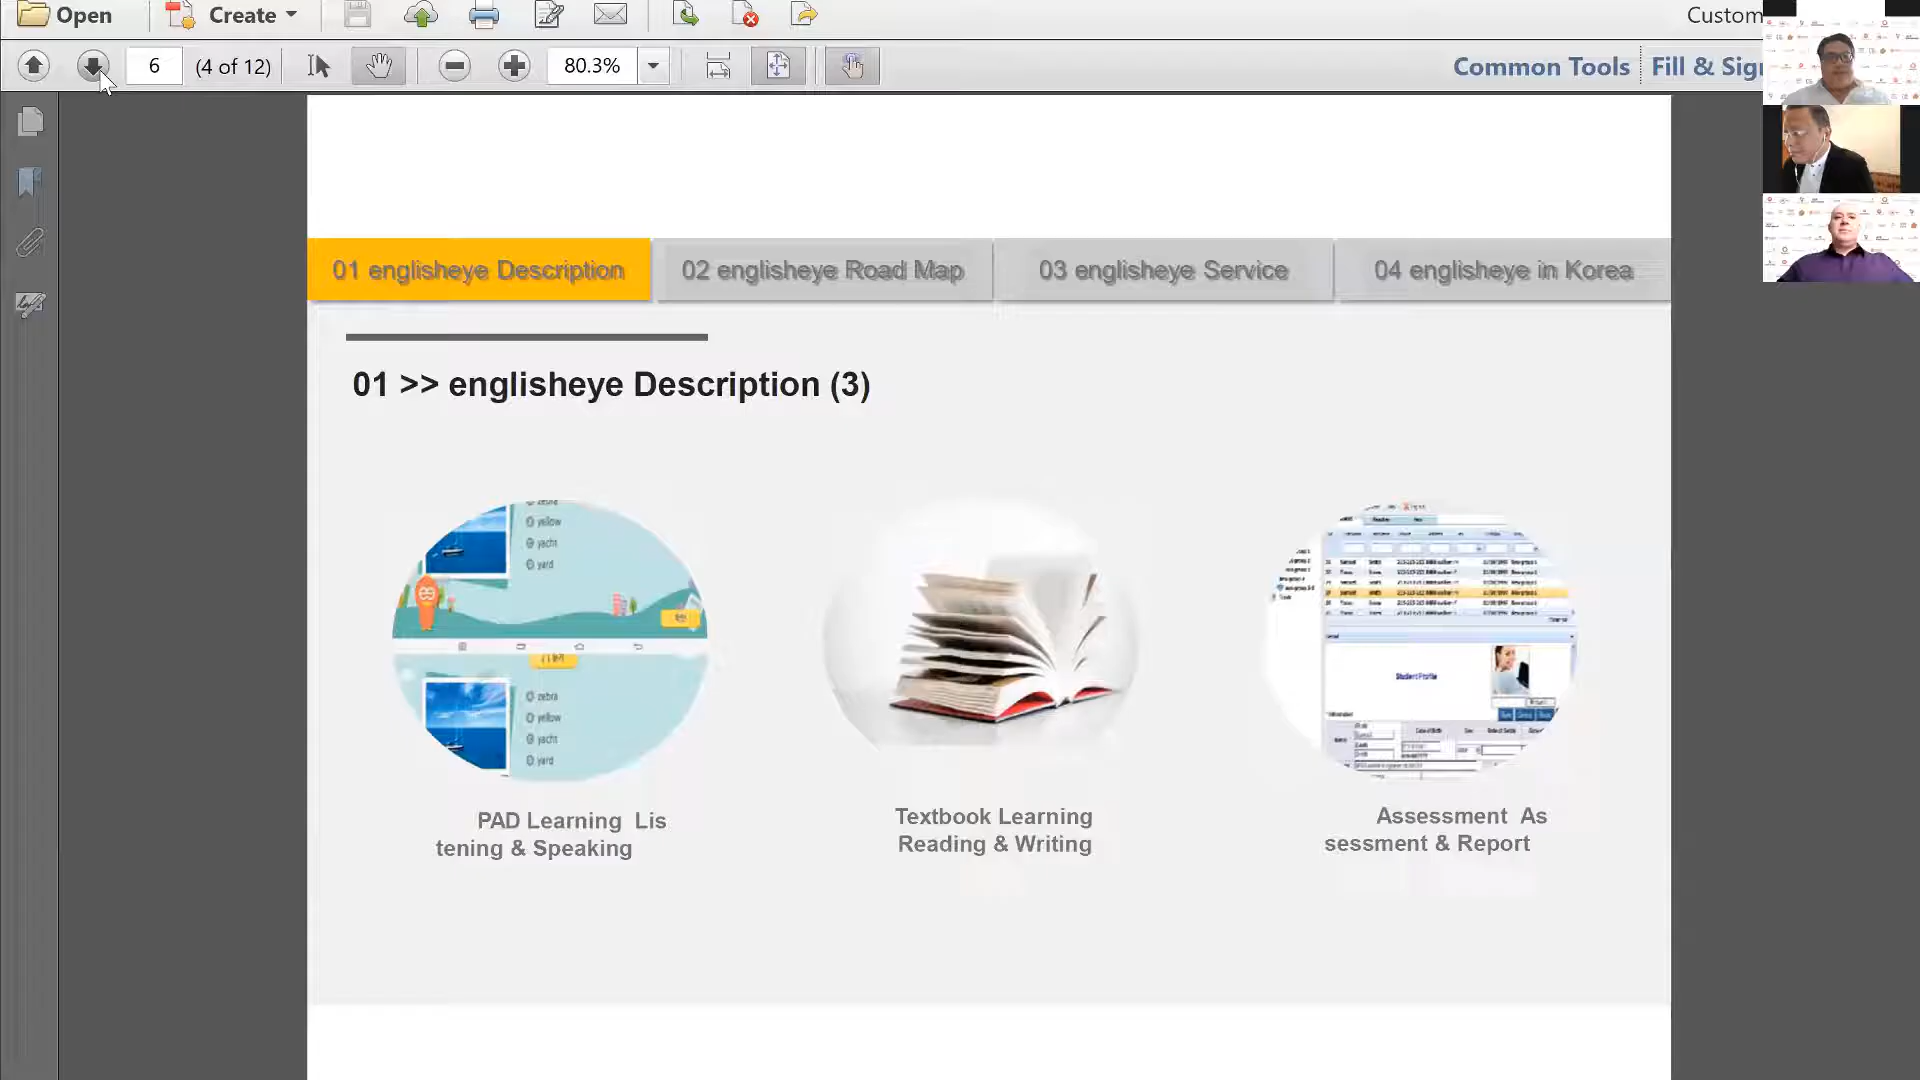 Open
Create
Custom
6
(4 of 12)
80.3%
Common Tools
Fill & Sign
01 englisheye Description
02 englisheye Road Map
03 englisheye Service
04 englisheye in Korea
01 >> englisheye Description (3)
zebra
yellow
yacht
yard
zebra
yellow
yacht
yard
Student Profile
PAD Learning Lis
tening & Speaking
Textbook Learning
Reading & Writing
Assessment As
sessment & Report